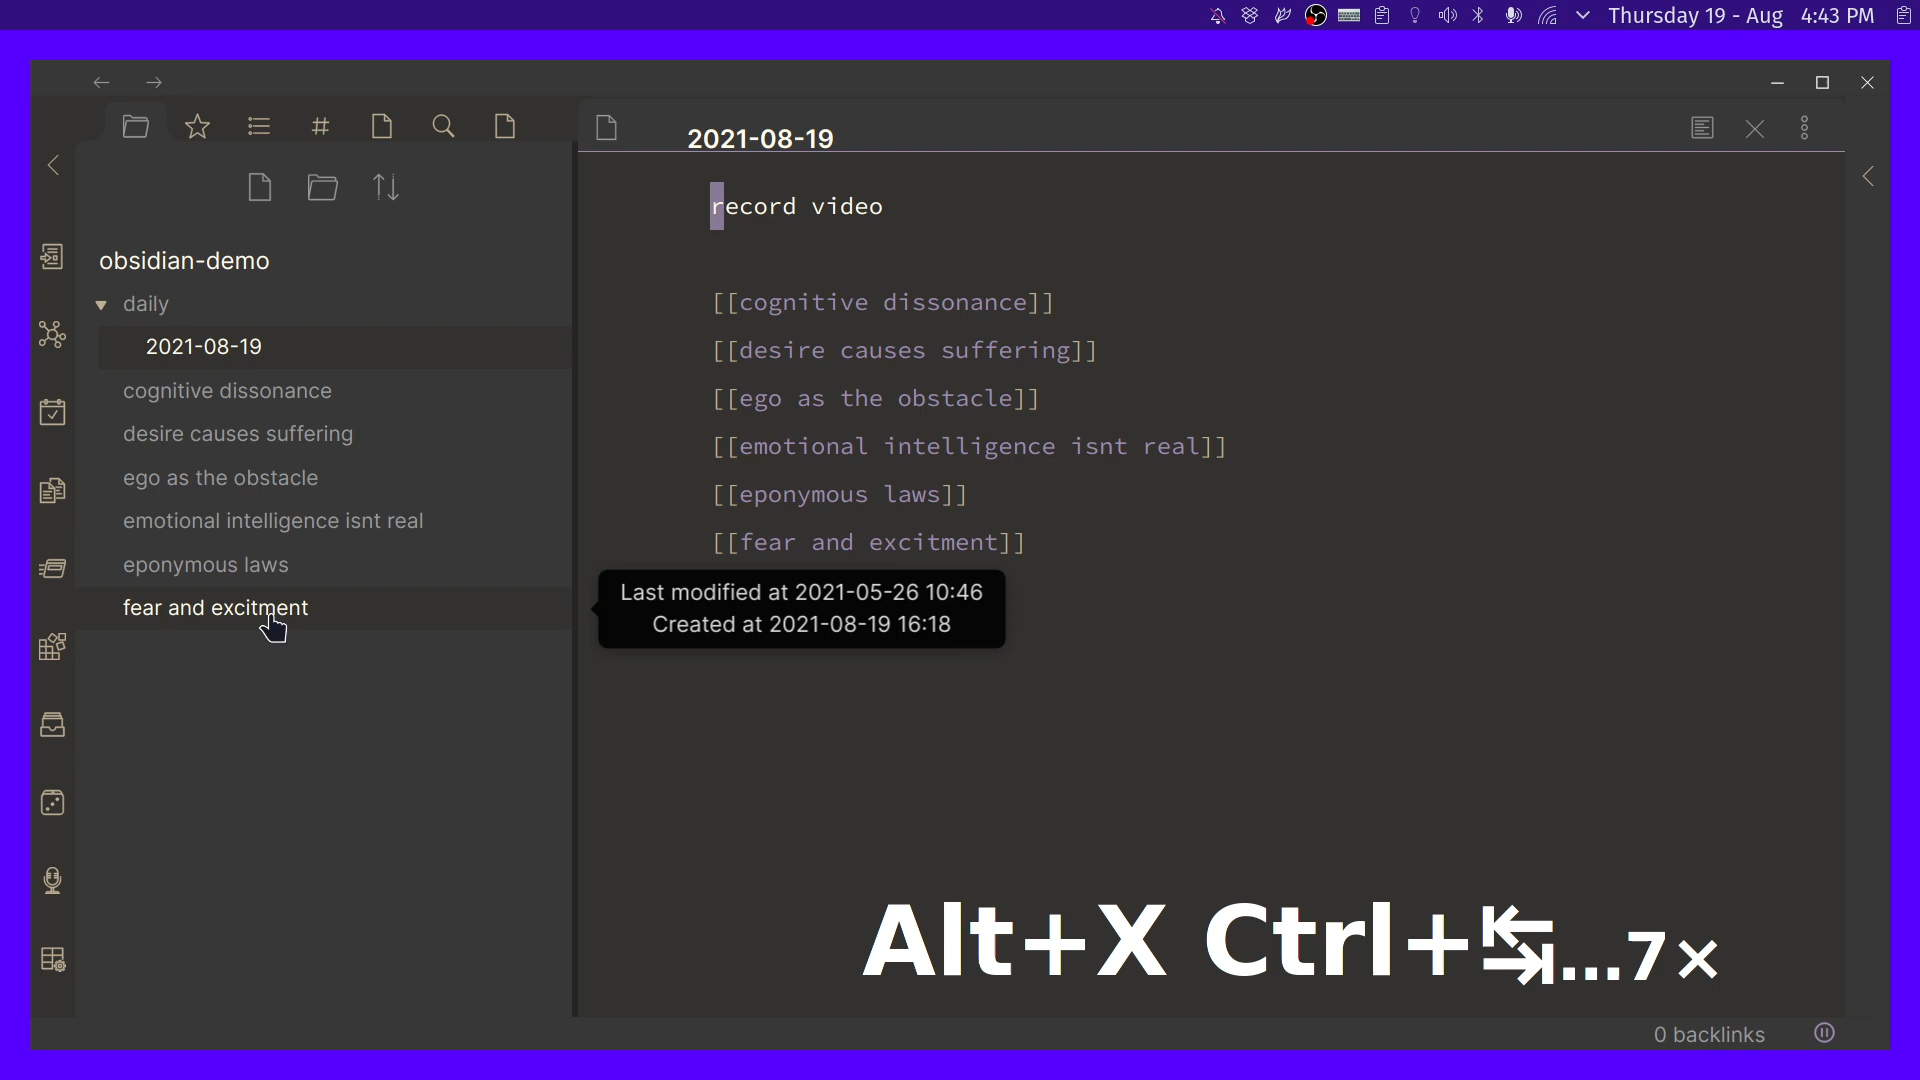 Thursday 19 - Aug 4:43 PM
2021-08-19
record video
obsidian-demo
daily
2021-08-19
cognitive dissonance
desire causes suffering
ego as the obstacle
emotional intelligence isnt real
eponymous laws
fear and excitment
[[cognitive dissonance]]
[[desire causes suffering]]
[[ego as the obstacle]]
[[emotional intelligence isnt real]]
[[eponymous laws]]
[[fear and excitment]]
Last modified at 2021-05-26 10:46
Created at 2021-08-19 16:18
Alt+X Ctrl+↹...7×
0 backlinks